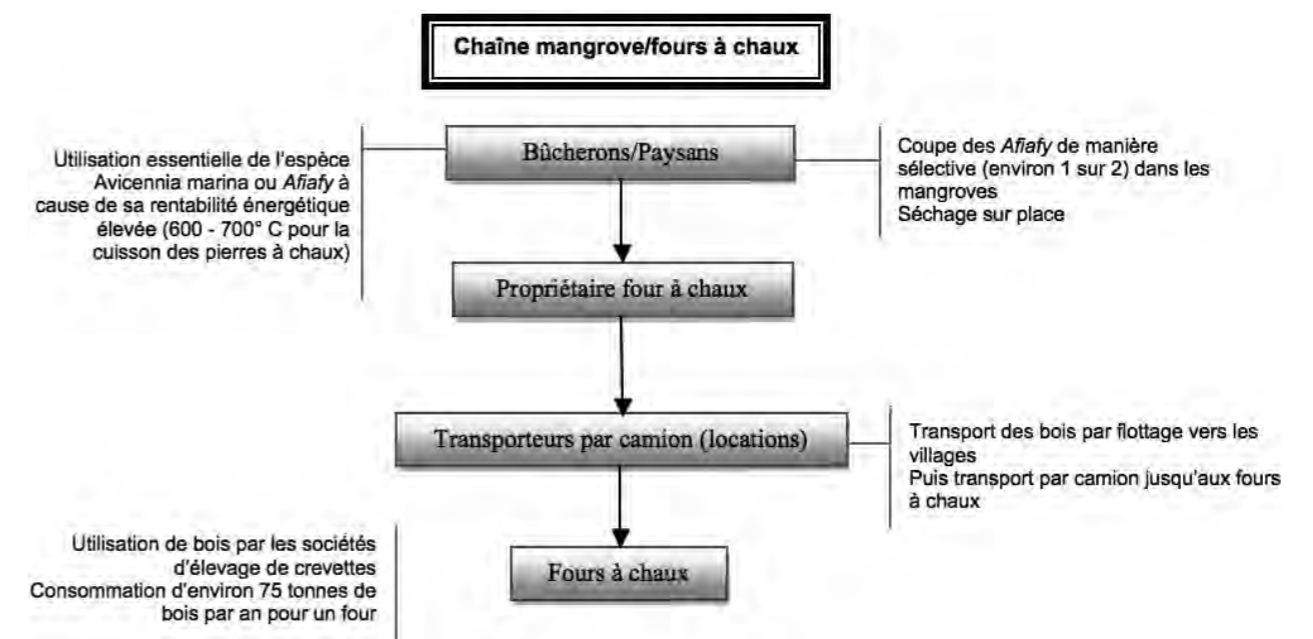 Chaîne mangrove/fours à chaux
Bûcherons/Paysans
Utilisation essentielle de l'espèce
Avicennia marina ou Afiafy à
cause de sa rentabilité énergétique
élevée (600 - 700° C pour la
cuisson des pierres à chaux)
Coupe des Afiafy de manière
sélective (environ 1 sur 2) dans les
mangroves
Séchage sur place
Propriétaire four à chaux
Transporteurs par camion (locations)
Transport des bois par flottage vers les
villages
Puis transport par camion jusqu'aux fours
à chaux
Utilisation de bois par les sociétés
d'élevage de crevettes
Consommation d'environ 75 tonnes de
bois par an pour un four
Fours à chaux